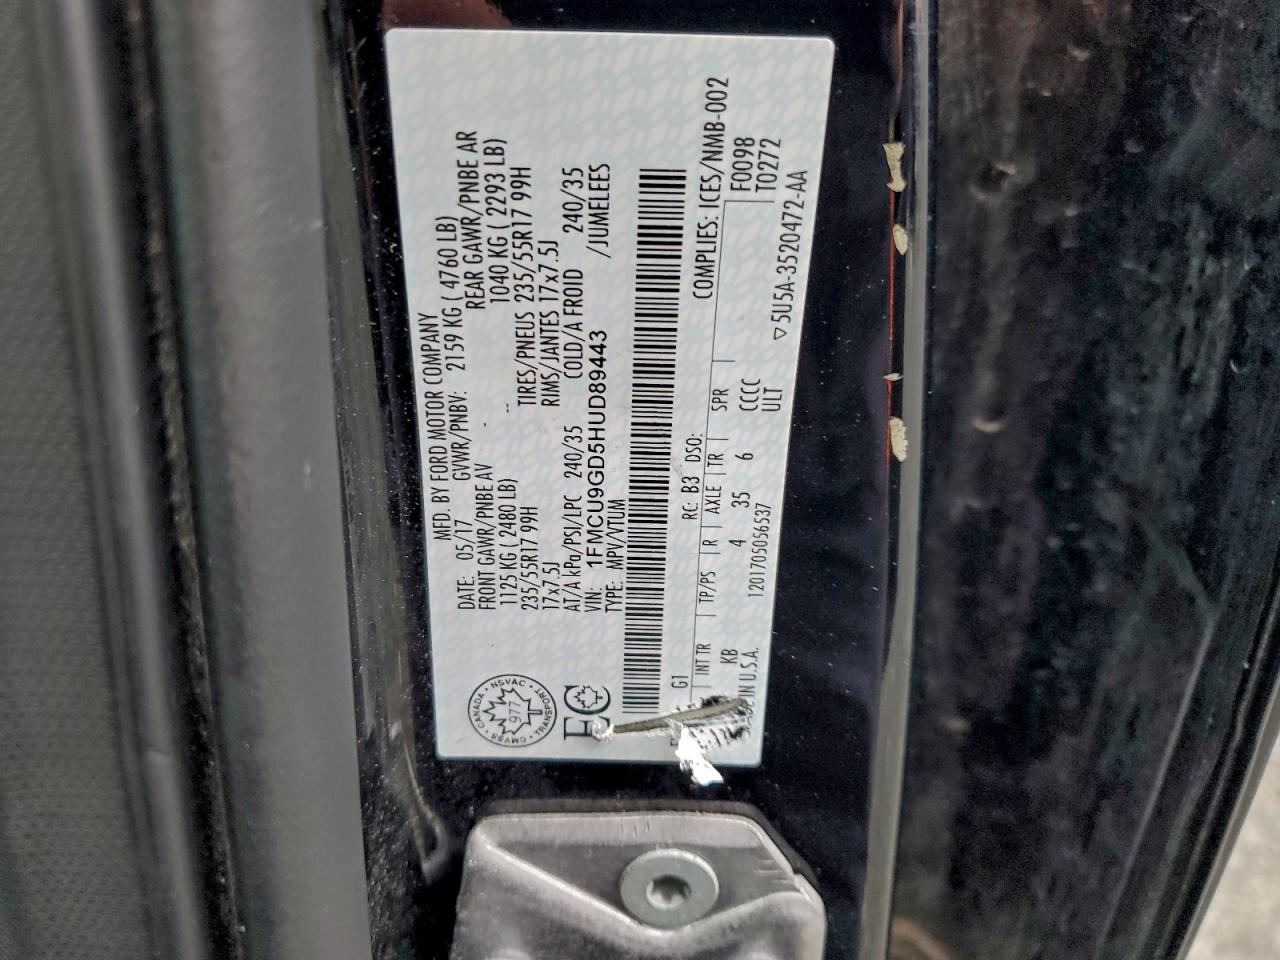 MFD. BY FORD MOTOR COMPANY
DATE: 05/17 GVWR/PNBV: 2159 KG ( 4760 LB)
FRONT GAWR/PNBE AV REAR GAWR/PNBE AR
1125 KG ( 2480 LB) 1040 KG ( 2293 LB)
235/55R17 99H TIRES/PNEUS 235/55R17 99H
17x7.5J RIMS/JANTES 17x7.5J
AT/A kPa/PSI/LPC 240/35 COLD/A FROID 240/35
VIN: 1FMCU9GD5HUD89443 /JUMELEES
TYPE: MPV/VTUM
CANADA • NSVAC • TRANSPORT • CMVSS •
977
EC
G1 RC: B3 DSO:
COMPLIES: ICES/NMB-002
INT TR TP/PS R AXLE TR SPR
F0098
KB 4 35 6 CCCC
T0272
ULT
IN U.S.A. 1201705056537
5U5A-3520472-AA